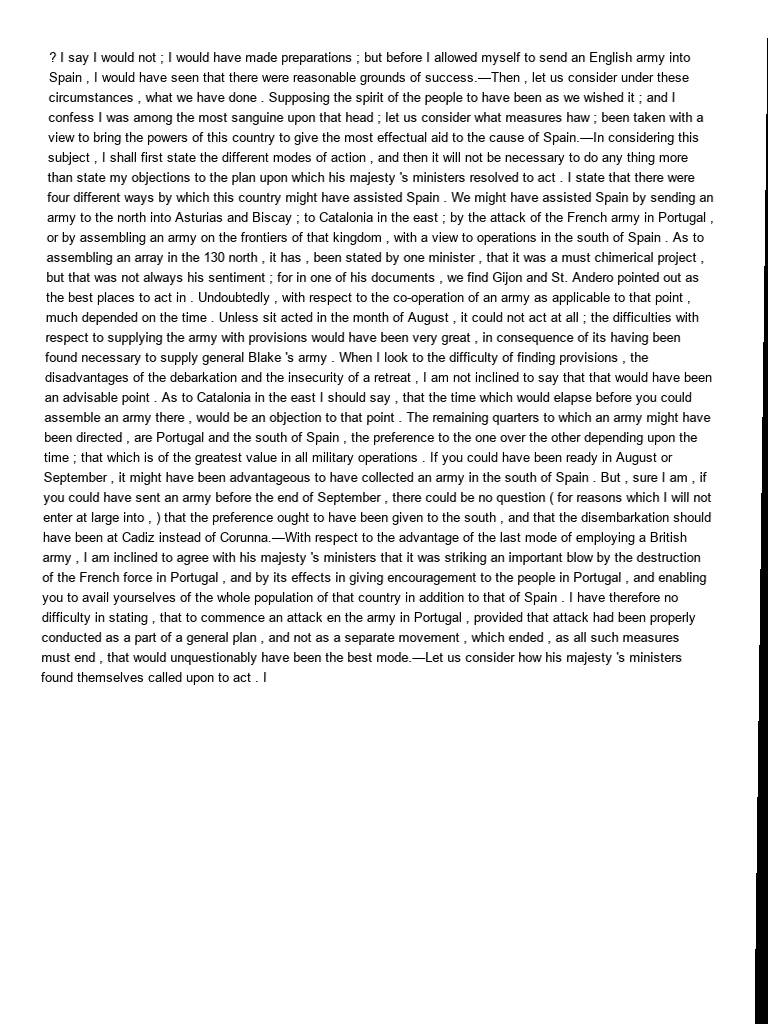 ? I say I would not ; I would have made preparations ; but before I allowed myself to send an English army into
Spain , I would have seen that there were reasonable grounds of success.—Then , let us consider under these
circumstances , what we have done . Supposing the spirit of the people to have been as we wished it ; and I
confess I was among the most sanguine upon that head ; let us consider what measures haw ; been taken with a
view to bring the powers of this country to give the most effectual aid to the cause of Spain.—In considering this
subject , I shall first state the different modes of action , and then it will not be necessary to do any thing more
than state my objections to the plan upon which his majesty 's ministers resolved to act . I state that there were
four different ways by which this country might have assisted Spain . We might have assisted Spain by sending an
army to the north into Asturias and Biscay ; to Catalonia in the east ; by the attack of the French army in Portugal ,
or by assembling an army on the frontiers of that kingdom , with a view to operations in the south of Spain . As to
assembling an array in the 130 north , it has , been stated by one minister , that it was a must chimerical project ,
but that was not always his sentiment ; for in one of his documents , we find Gijon and St. Andero pointed out as
the best places to act in . Undoubtedly , with respect to the co-operation of an army as applicable to that point ,
much depended on the time . Unless sit acted in the month of August , it could not act at all ; the difficulties with
respect to supplying the army with provisions would have been very great , in consequence of its having been
found necessary to supply general Blake 's army . When I look to the difficulty of finding provisions , the
disadvantages of the debarkation and the insecurity of a retreat , I am not inclined to say that that would have been
an advisable point . As to Catalonia in the east I should say , that the time which would elapse before you could
assemble an army there , would be an objection to that point . The remaining quarters to which an army might have
been directed , are Portugal and the south of Spain , the preference to the one over the other depending upon the
time ; that which is of the greatest value in all military operations . If you could have been ready in August or
September , it might have been advantageous to have collected an army in the south of Spain . But , sure I am , if
you could have sent an army before the end of September , there could be no question ( for reasons which I will not
enter at large into , ) that the preference ought to have been given to the south , and that the disembarkation should
have been at Cadiz instead of Corunna.—With respect to the advantage of the last mode of employing a British
army , I am inclined to agree with his majesty 's ministers that it was striking an important blow by the destruction
of the French force in Portugal , and by its effects in giving encouragement to the people in Portugal , and enabling
you to avail yourselves of the whole population of that country in addition to that of Spain . I have therefore no
difficulty in stating , that to commence an attack en the army in Portugal , provided that attack had been properly
conducted as a part of a general plan , and not as a separate movement , which ended , as all such measures
must end , that would unquestionably have been the best mode.—Let us consider how his majesty 's ministers
found themselves called upon to act . I